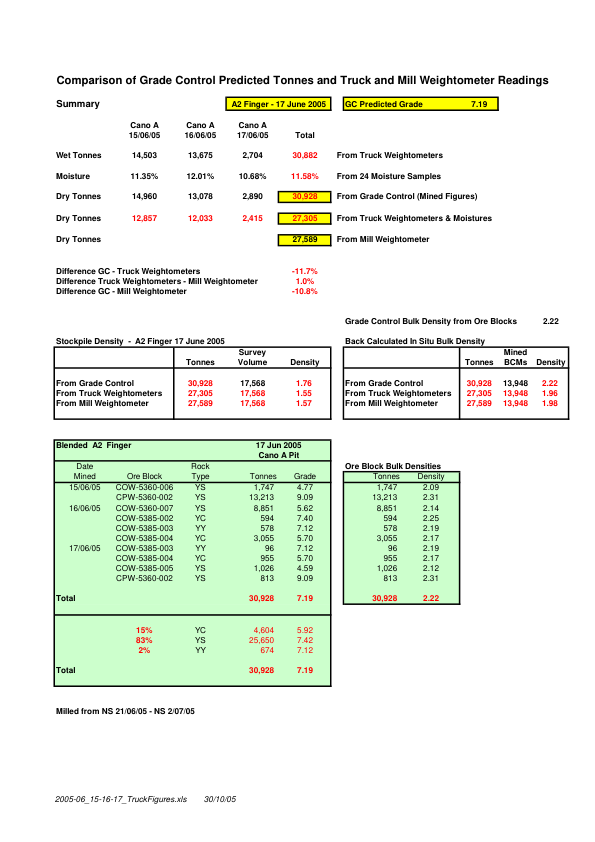 Comparison of Grade Control Predicted Tonnes and Truck and Mill Weightometer Readings
Summary A2 Finger - 17 June 2005 GC Predicted Grade 7.19
Cano A Cano A Cano A
15/06/05 16/06/05 17/06/05 Total
Wet Tonnes 14,503 13,675 2,704 30,882 From Truck Weightometers
Moisture 11.35% 12.01% 10.68% 11.58% From 24 Moisture Samples
Dry Tonnes 14,960 13,078 2,890 30,928 From Grade Control (Mined Figures)
Dry Tonnes 12,857 12,033 2,415 27,305 From Truck Weightometers & Moistures
Dry Tonnes 27,589 From Mill Weightometer
Difference GC - Truck Weightometers -11.7%
Difference Truck Weightometers - Mill Weightometer 1.0%
Difference GC - Mill Weightometer -10.8%
Grade Control Bulk Density from Ore Blocks 2.22
Stockpile Density - A2 Finger 17 June 2005 Back Calculated In Situ Bulk Density
Survey Mined
Tonnes Volume Density Tonnes BCMs Density
From Grade Control 30,928 17,568 1.76 From Grade Control 30,928 13,948 2.22
From Truck Weightometers 27,305 17,568 1.55 From Truck Weightometers 27,305 13,948 1.96
From Mill Weightometer 27,589 17,568 1.57 From Mill Weightometer 27,589 13,948 1.98
Blended A2 Finger 17 Jun 2005
Cano A Pit
Date Rock Ore Block Bulk Densities
Mined Ore Block Type Tonnes Grade Tonnes Density
15/06/05 COW-5360-006 YS 1,747 4.77 1,747 2.09
CPW-5360-002 YS 13,213 9.09 13,213 2.31
16/06/05 COW-5360-007 YS 8,851 5.62 8,851 2.14
COW-5385-002 YC 594 7.40 594 2.25
COW-5385-003 YY 578 7.12 578 2.19
COW-5385-004 YC 3,055 5.70 3,055 2.17
17/06/05 COW-5385-003 YY 96 7.12 96 2.19
COW-5385-004 YC 955 5.70 955 2.17
COW-5385-005 YS 1,026 4.59 1,026 2.12
CPW-5360-002 YS 813 9.09 813 2.31
Total 30,928 7.19 30,928 2.22
15% YC 4,604 5.92
83% YS 25,650 7.42
2% YY 674 7.12
Total 30,928 7.19
Milled from NS 21/06/05 - NS 2/07/05
2005-06_15-16-17_TruckFigures.xls 30/10/05